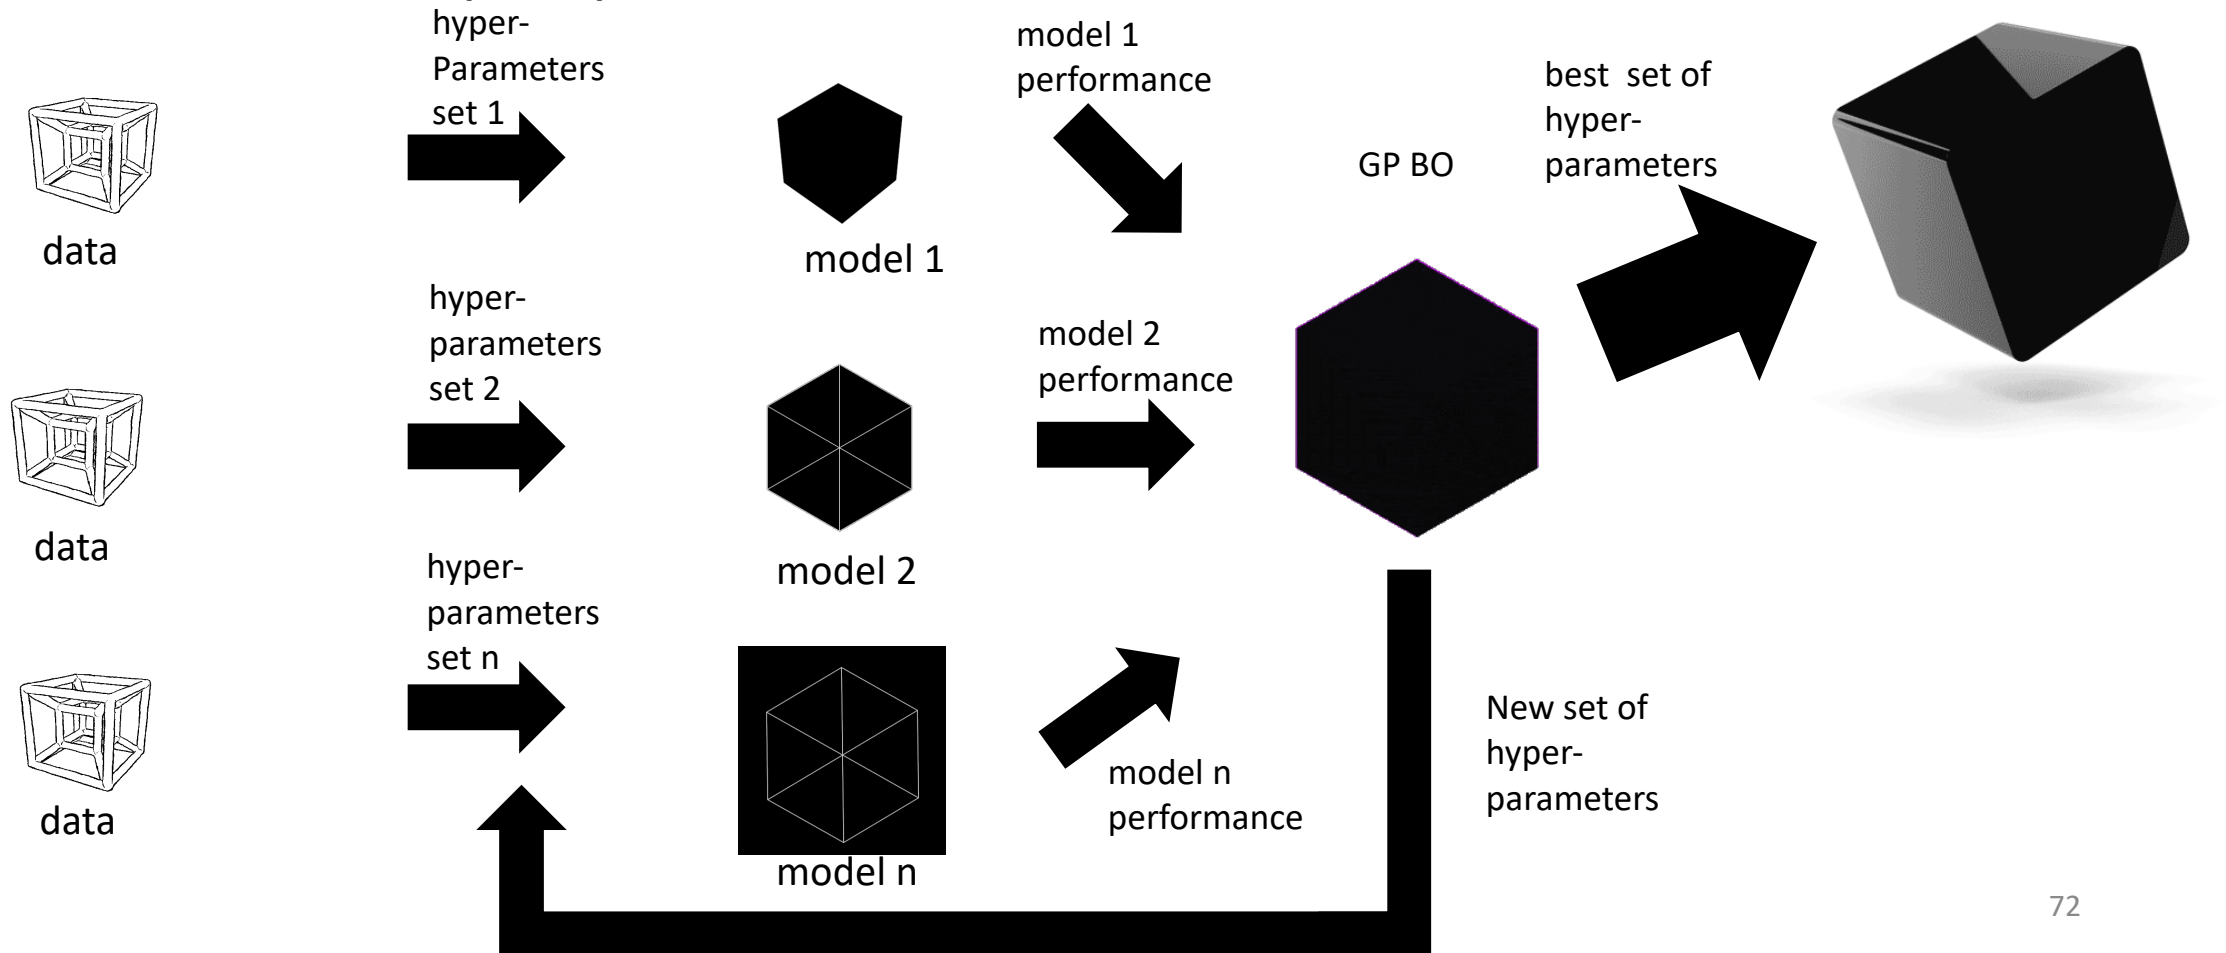 hyper-
Parameters
set 1
data
model 1
model 1
performance
GP BO
best  set of
hyper-
parameters
hyper-
parameters
set 2
data
model 2
model 2
performance
hyper-
parameters
set n
data
model n
model n
performance
New set of
hyper-
parameters
72